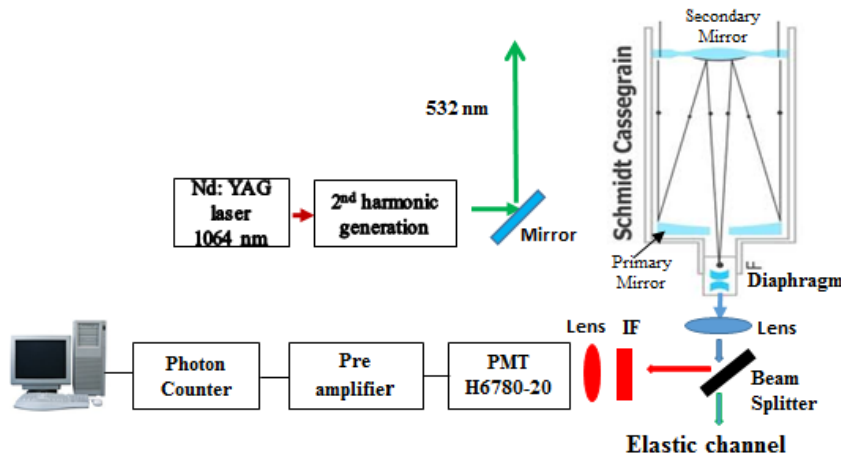 Secondary
Mirror
Schmidt Cassegrain
532 nm
Nd: YAG
laser
1064 nm
2nd harmonic
generation
Mirror
Primary
Mirror
F
Diaphragm
Lens
Lens
IF
Photon
Counter
Pre
amplifier
PMT
H6780-20
Beam
Splitter
Elastic channel